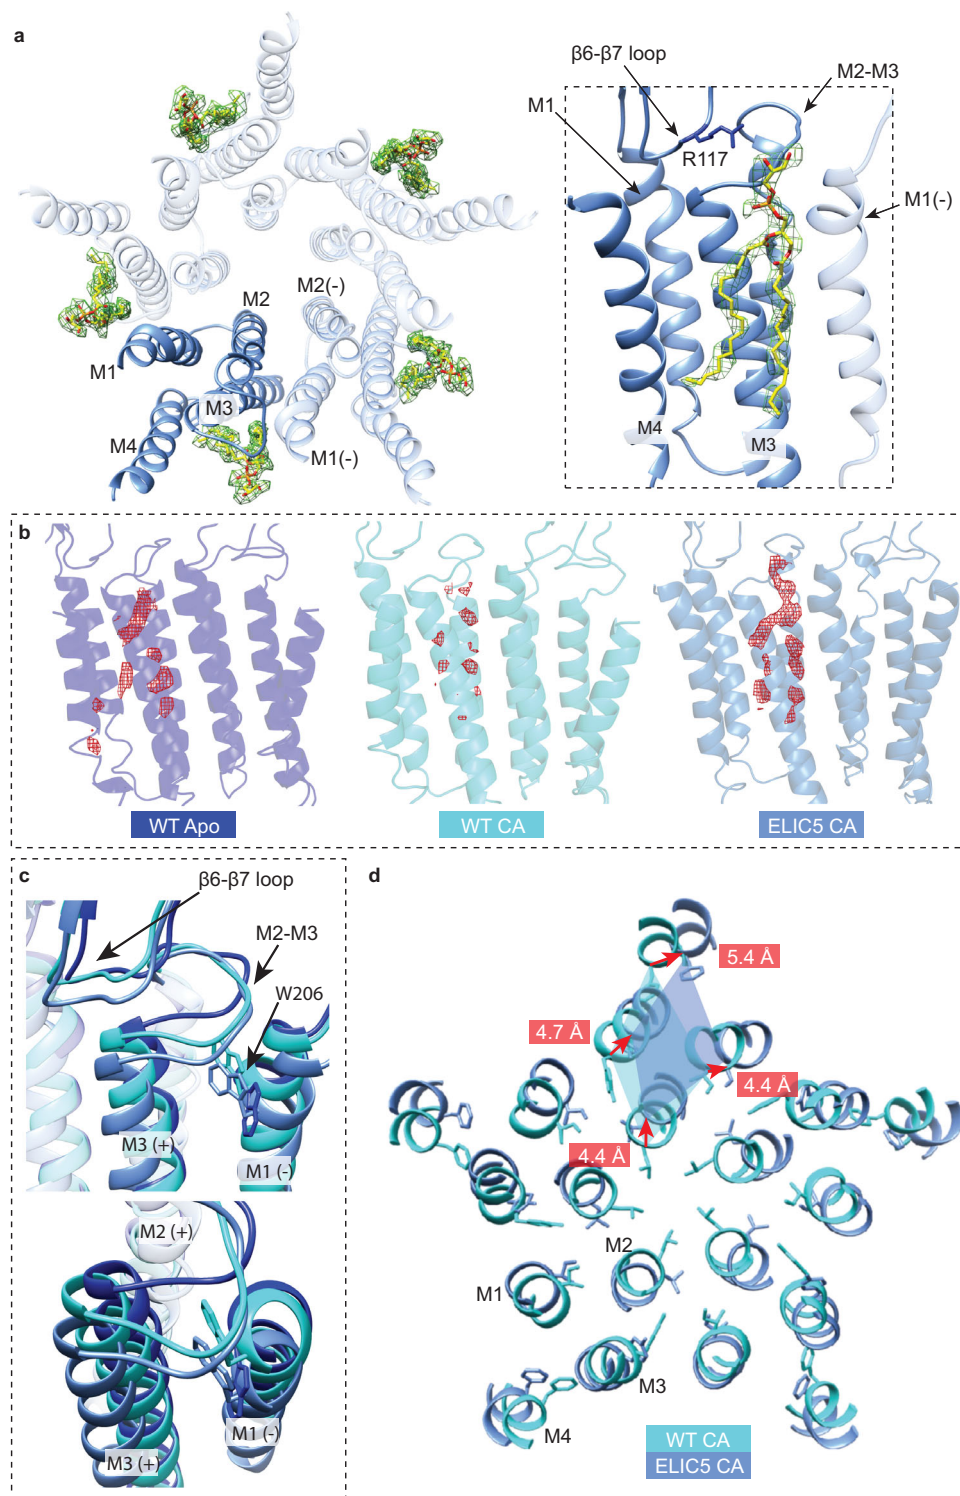 a
β6-β7 loop
M2-M3
M1
R117
M1(-)
M2(-)
M2
M1
M3
M4
M1(-)
M4
M3
b
WT Apo
WT CA
ELIC5 CA
c
β6-β7 loop
M2-M3
W206
M3 (+)
M1 (-)
M2 (+)
M1 (-)
M3 (+)
d
5.4 Å
4.7 Å
4.4 Å
4.4 Å
M2
M1
M3
M4
WT CA
ELIC5 CA